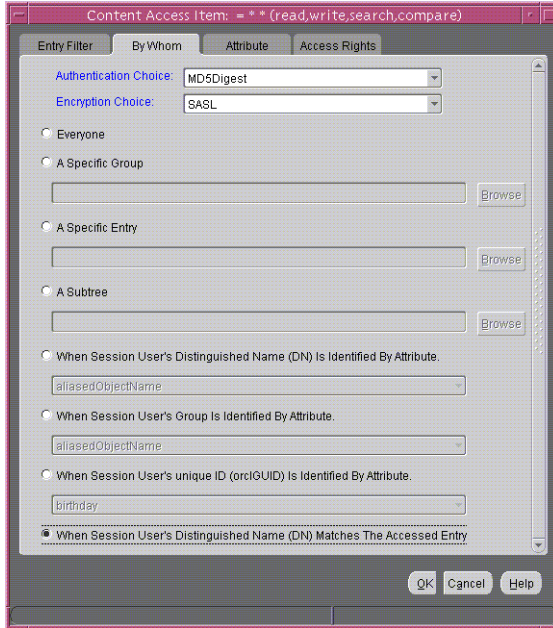 Content Access Item: = * * (read,write,search,compare)
Entry Filter
By Whom
Attribute
Access Rights
Authentication Choice:
MD5Digest
Encryption Choice:
SASL
Everyone
A Specific Group
Browse
A Specific Entry
Browse
A Subtree
Browse
When Session User's Distinguished Name (DN) Is Identified By Attribute.
aliasedObjectName
When Session User's Group Is Identified By Attribute.
aliasedObjectName
When Session User's unique ID (orclGUID) Is Identified By Attribute.
birthday
When Session User's Distinguished Name (DN) Matches The Accessed Entry
OK
Cancel
Help